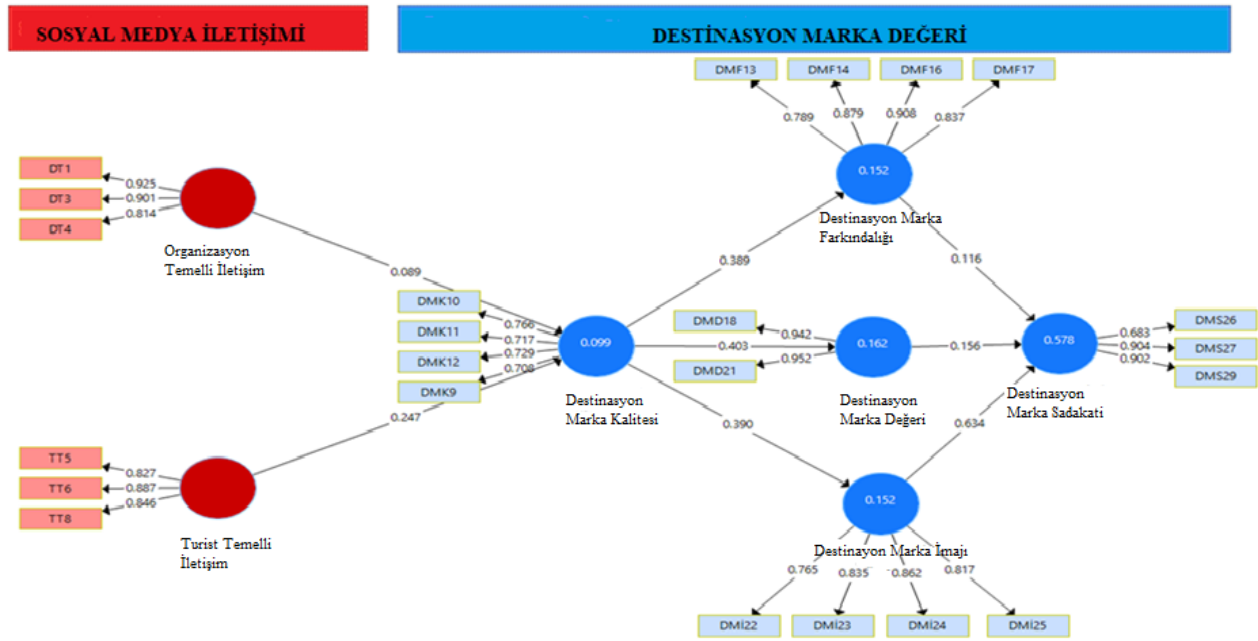 SOSYAL MEDYA İLETİŞİMİ
DESTİNASYON MARKA DEĞERİ
DMF13
DMF14
DMF16
DMF17
0.789
0.879
0.908
0.837
0.152
Destinasyon Marka
Farkındalığı
DT1
DT3
DT4
0.925
0.901
0.814
Organizasyon
Temelli İletişim
0.089
0.389
0.116
DMK10
DMK11
DMK12
DMK9
0.766
0.717
0.729
0.708
0.099
Destinasyon
Marka Kalitesi
DMD18
DMD21
0.942
0.403
0.952
0.162
Destinasyon
Marka Değeri
0.156
0.578
Destinasyon
Marka Sadakati
0.683
0.904
0.902
DMS26
DMS27
DMS29
0.247
0.390
0.634
TT5
TT6
TT8
0.827
0.887
0.846
Turist Temelli
İletişim
0.152
Destinayon Marka İmajı
0.765
0.835
0.862
0.817
DMİ22
DMİ23
DMİ24
DMİ25